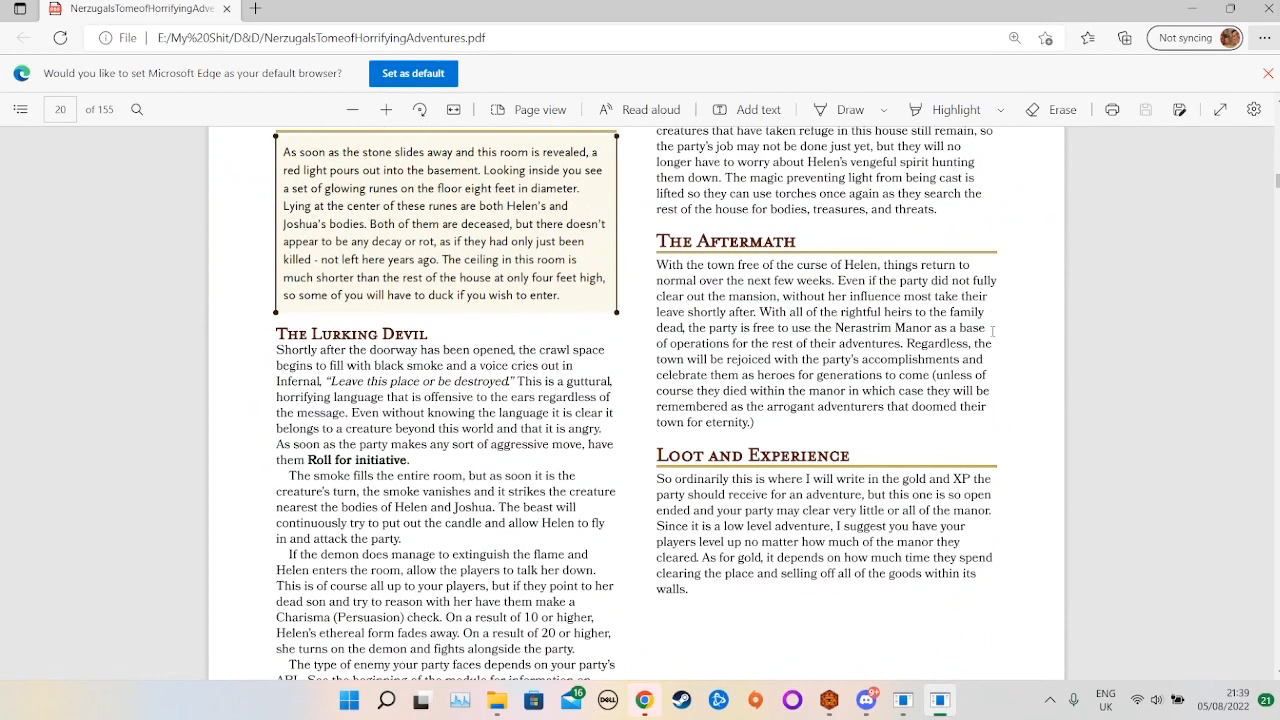 NerzugalsTomeofHorrifyingAdve
File
E:/My%20Shit/D&D/NerzugalsTomeofHorrifyingAdventures.pdf
Not syncing
Would you like to set Microsoft Edge as your default browser?
Set as default
20
of 155
Page view
Read aloud
Add text
Draw
Highlight
Erase
As soon as the stone slides away and this room is revealed, a
red light pours out into the basement. Looking inside you see
a set of glowing runes on the floor eight feet in diameter.
Lying at the center of these runes are both Helen's and
Joshua's bodies. Both of them are deceased, but there doesn't
appear to be any decay or rot, as if they had only just been
killed - not left here years ago. The ceiling in this room is
much shorter than the rest of the house at only four feet high,
so some of you will have to duck if you wish to enter.
The Lurking Devil
Shortly after the doorway has been opened, the crawl space
begins to fill with black smoke and a voice cries out in
Infernal, "Leave this place or be destroyed." This is a guttural,
horrifying language that is offensive to the ears regardless of
the message. Even without knowing the language it is clear it
belongs to a creature beyond this world and that it is angry.
As soon as the party makes any sort of aggressive move, have
them Roll for initiative.
The smoke fills the entire room, but as soon it is the
creature's turn, the smoke vanishes and it strikes the creature
nearest the bodies of Helen and Joshua. The beast will
continuously try to put out the candle and allow Helen to fly
in and attack the party.
If the demon does manage to extinguish the flame and
Helen enters the room, allow the players to talk her down.
This is of course all up to your players, but if they point to her
dead son and try to reason with her have them make a
Charisma (Persuasion) check. On a result of 10 or higher,
Helen's ethereal form fades away. On a result of 20 or higher,
she turns on the demon and fights alongside the party.
The type of enemy your party faces depends on your party's
APL. See the beginning of the module for information on
creatures that have taken refuge in this house still remain, so
the party's job may not be done just yet, but they will no
longer have to worry about Helen's vengeful spirit hunting
them down. The magic preventing light from being cast is
lifted so they can use torches once again as they search the
rest of the house for bodies, treasures, and threats.
The Aftermath
With the town free of the curse of Helen, things return to
normal over the next few weeks. Even if the party did not fully
clear out the mansion, without her influence most take their
leave shortly after. With all of the rightful heirs to the family
dead, the party is free to use the Nerastrim Manor as a base
of operations for the rest of their adventures. Regardless, the
town will be rejoiced with the party's accomplishments and
celebrate them as heroes for generations to come (unless of
course they died within the manor in which case they will be
remembered as the arrogant adventurers that doomed their
town for eternity.)
Loot and Experience
So ordinarily this is where I will write in the gold and XP the
party should receive for an adventure, but this one is so open
ended and your party may clear very little or all of the manor.
Since it is a low level adventure, I suggest you have your
players level up no matter how much of the manor they
cleared. As for gold, it depends on how much time they spend
clearing the place and selling off all of the goods within its
walls.
16
DELL
9+
ENG
UK
21:39
05/08/2022
21